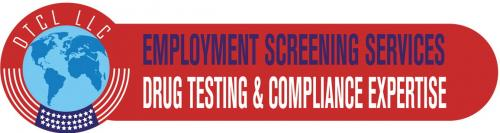 DTCL LLC
EMPLOYMENT SCREENING SERVICES
DRUG TESTING & COMPLIANCE EXPERTISE